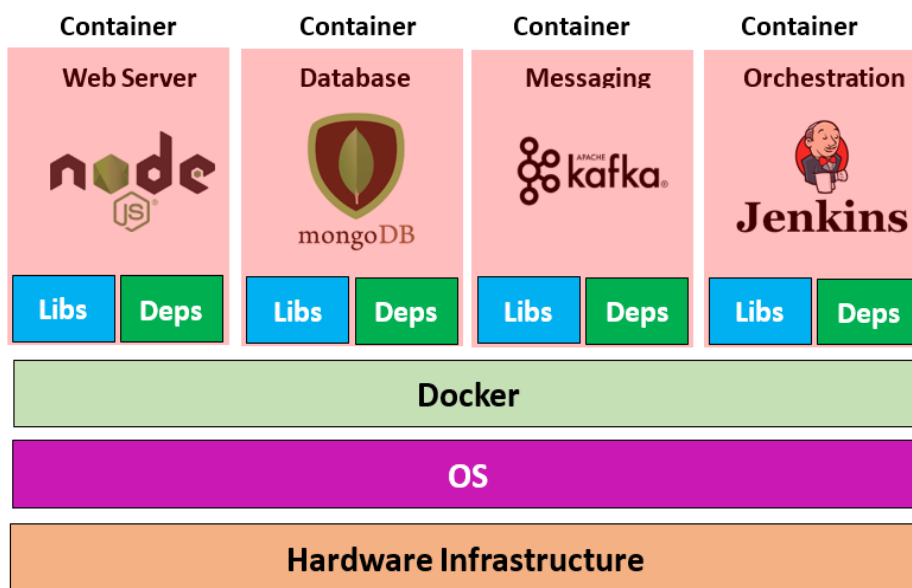 Container Container Container Container
Web Server Database Messaging Orchestration
node
JS®
mongoDB
APACHE
kafka®
Jenkins
Libs Deps Libs Deps Libs Deps Libs Deps
Docker
OS
Hardware Infrastructure